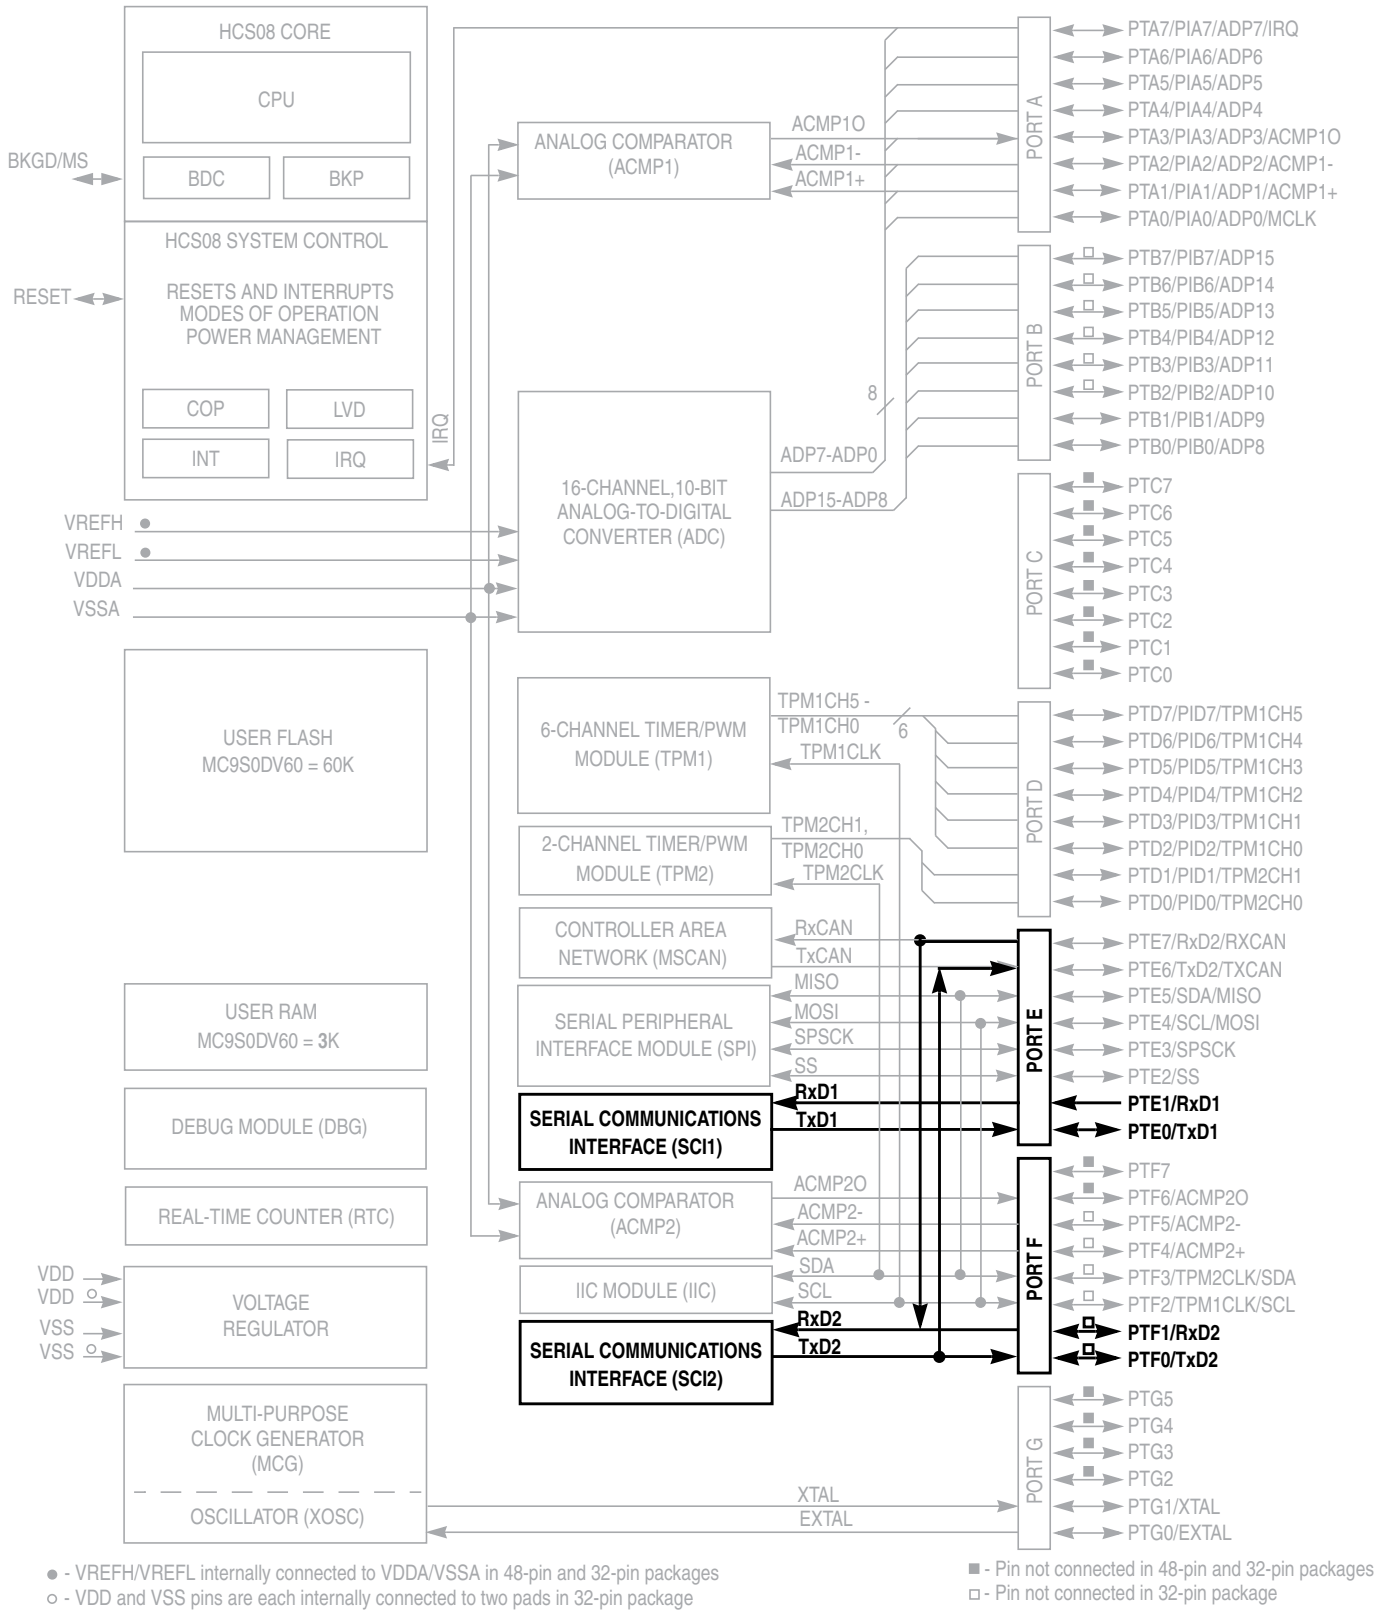 HCS08 CORE
CPU
BDC
BKP
BKGD/MS
HCS08 SYSTEM CONTROL
RESETS AND INTERRUPTS
MODES OF OPERATION
POWER MANAGEMENT
RESET
COP
LVD
INT
IRQ
IRQ
VREFH
VREFL
VDDA
VSSA
USER FLASH
MC9S0DV60 = 60K
USER RAM
MC9S0DV60 = 3K
DEBUG MODULE (DBG)
REAL-TIME COUNTER (RTC)
VDD
VDD
VSS
VSS
VOLTAGE
REGULATOR
MULTI-PURPOSE
CLOCK GENERATOR
(MCG)
OSCILLATOR (XOSC)
ANALOG COMPARATOR
(ACMP1)
ACMP1O
ACMP1-
ACMP1+
16-CHANNEL,10-BIT
ANALOG-TO-DIGITAL
CONVERTER (ADC)
8
ADP7-ADP0
ADP15-ADP8
6-CHANNEL TIMER/PWM
MODULE (TPM1)
TPM1CH5 -
TPM1CH0
6
TPM1CLK
2-CHANNEL TIMER/PWM
MODULE (TPM2)
TPM2CH1,
TPM2CH0
TPM2CLK
CONTROLLER AREA
NETWORK (MSCAN)
RxCAN
TxCAN
SERIAL PERIPHERAL
INTERFACE MODULE (SPI)
MISO
MOSI
SPSCK
SS
SERIAL COMMUNICATIONS
INTERFACE (SCI1)
RxD1
TxD1
ANALOG COMPARATOR
(ACMP2)
ACMP2O
ACMP2-
ACMP2+
IIC MODULE (IIC)
SDA
SCL
SERIAL COMMUNICATIONS
INTERFACE (SCI2)
RxD2
TxD2
XTAL
EXTAL
PORT A
PTA7/PIA7/ADP7/IRQ
PTA6/PIA6/ADP6
PTA5/PIA5/ADP5
PTA4/PIA4/ADP4
PTA3/PIA3/ADP3/ACMP1O
PTA2/PIA2/ADP2/ACMP1-
PTA1/PIA1/ADP1/ACMP1+
PTA0/PIA0/ADP0/MCLK
PORT B
PTB7/PIB7/ADP15
PTB6/PIB6/ADP14
PTB5/PIB5/ADP13
PTB4/PIB4/ADP12
PTB3/PIB3/ADP11
PTB2/PIB2/ADP10
PTB1/PIB1/ADP9
PTB0/PIB0/ADP8
PORT C
PTC7
PTC6
PTC5
PTC4
PTC3
PTC2
PTC1
PTC0
PORT D
PTD7/PID7/TPM1CH5
PTD6/PID6/TPM1CH4
PTD5/PID5/TPM1CH3
PTD4/PID4/TPM1CH2
PTD3/PID3/TPM1CH1
PTD2/PID2/TPM1CH0
PTD1/PID1/TPM2CH1
PTD0/PID0/TPM2CH0
PORT E
PTE7/RxD2/RXCAN
PTE6/TxD2/TXCAN
PTE5/SDA/MISO
PTE4/SCL/MOSI
PTE3/SPSCK
PTE2/SS
PTE1/RxD1
PTE0/TxD1
PORT F
PTF7
PTF6/ACMP2O
PTF5/ACMP2-
PTF4/ACMP2+
PTF3/TPM2CLK/SDA
PTF2/TPM1CLK/SCL
PTF1/RxD2
PTF0/TxD2
PORT G
PTG5
PTG4
PTG3
PTG2
PTG1/XTAL
PTG0/EXTAL
● - VREFH/VREFL internally connected to VDDA/VSSA in 48-pin and 32-pin packages
○ - VDD and VSS pins are each internally connected to two pads in 32-pin package
■ - Pin not connected in 48-pin and 32-pin packages
□ - Pin not connected in 32-pin package